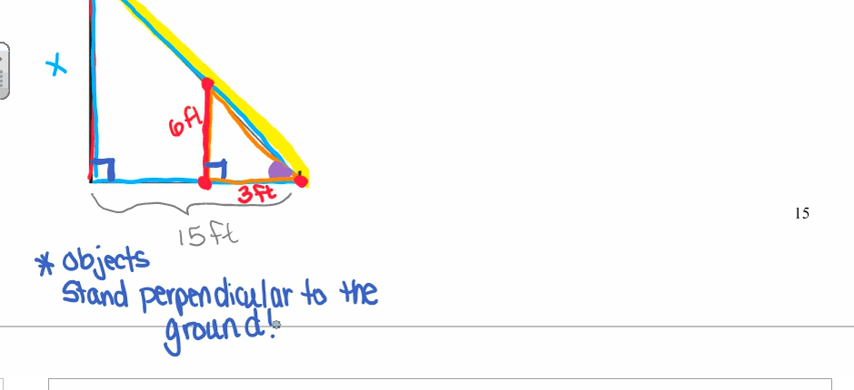 x
6ft
3ft
15ft
15
* Objects
Stand perpendicular to the
ground!